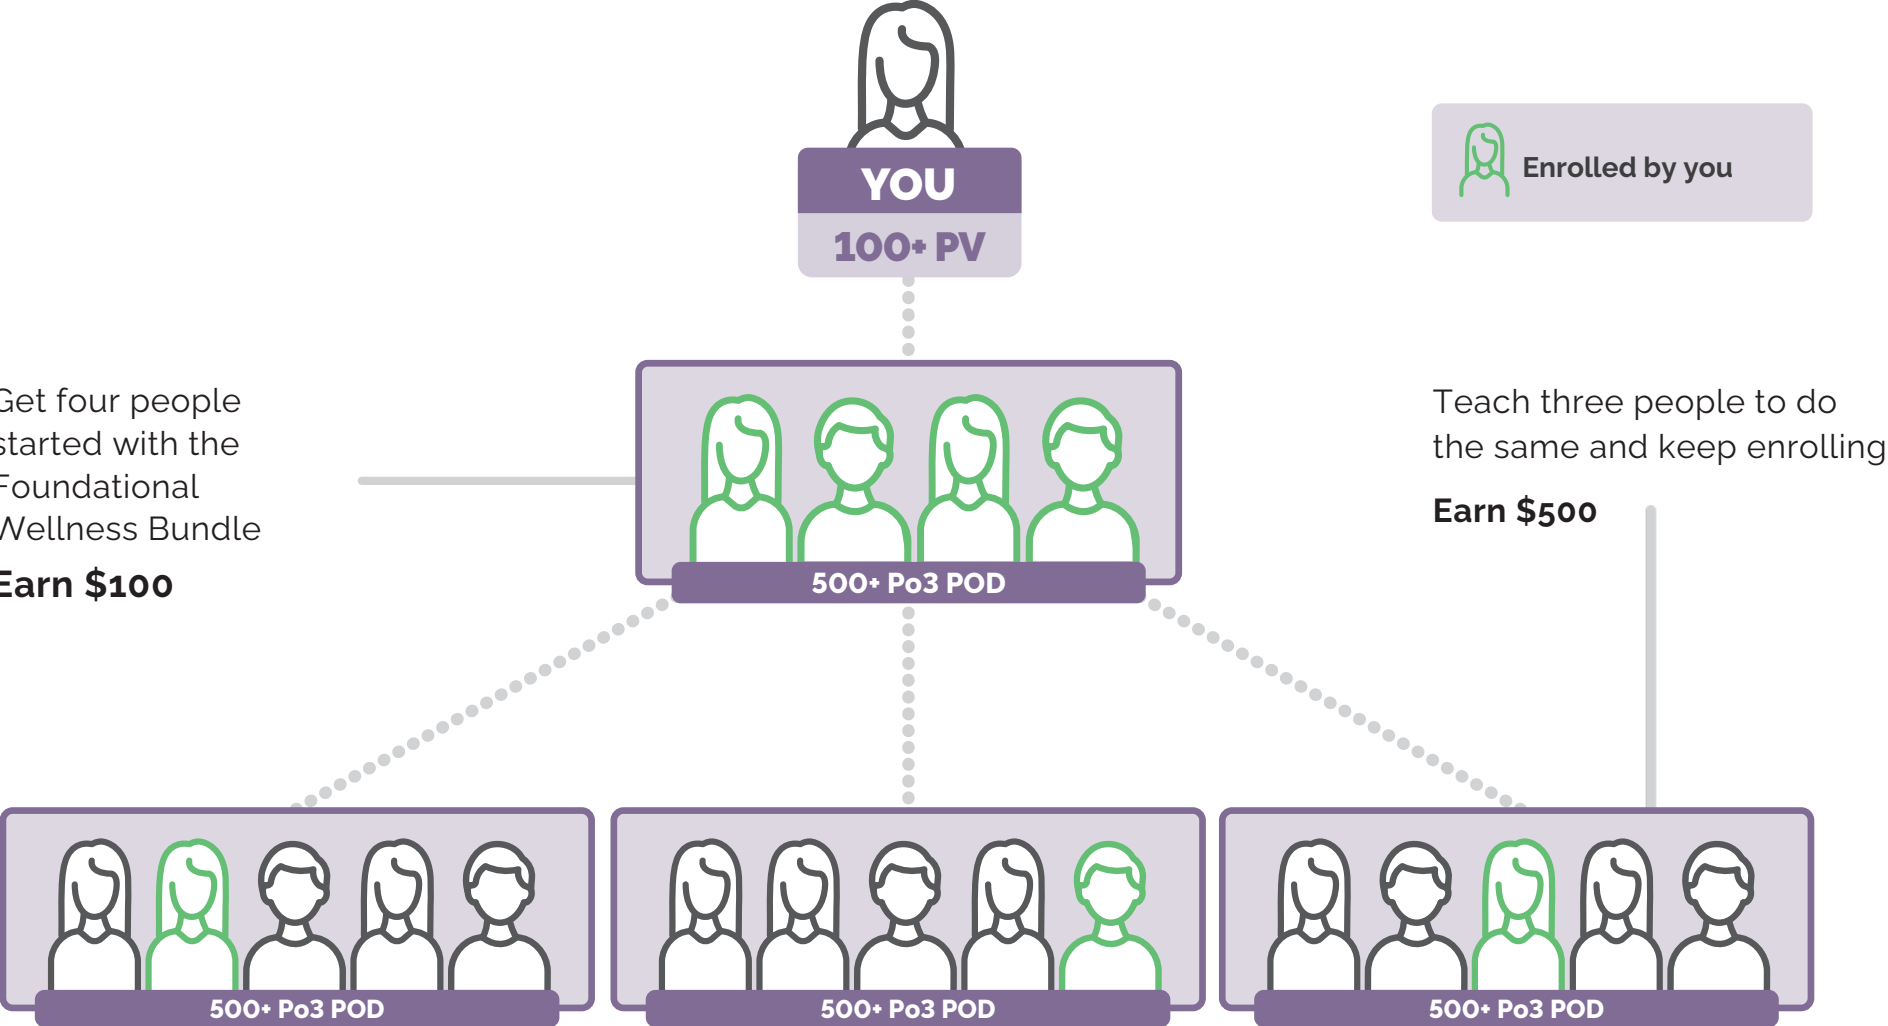 YOU
100+ PV
Enrolled by you
Get four people
started with the
Foundational
Wellness Bundle
Earn $100
Teach three people to do
the same and keep enrolling
Earn $500
500+ Po3 POD
500+ Po3 POD
500+ Po3 POD
500+ Po3 POD